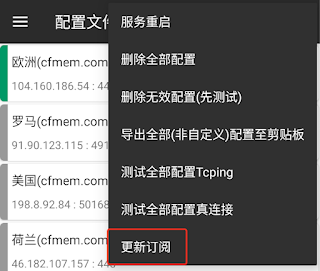 配置文件
欧洲(cfmem.com
104.160.186.54 : 44
罗马(cfmem.com
91.90.123.115 : 491
美国(cfmem.com
198.8.92.84 : 50168
荷兰(cfmem.com
46.182.107.157 : 443
服务重启
删除全部配置
删除无效配置(先测试)
导出全部(非自定义)配置至剪贴板
测试全部配置Tcping
测试全部配置真连接
更新订阅